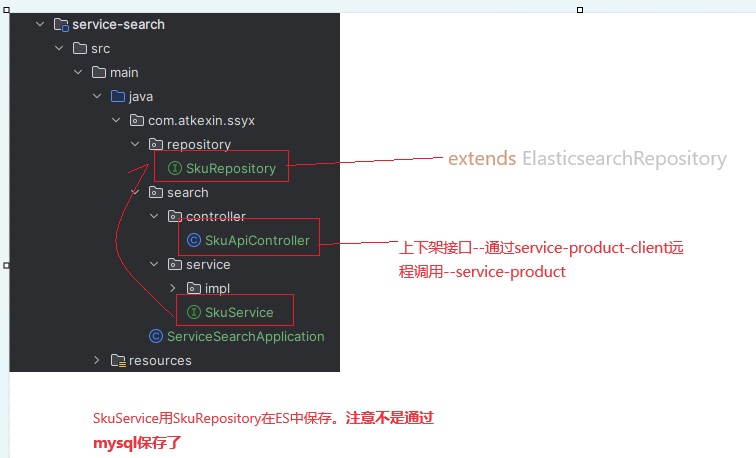 service-search
src
main
java
com.atkexin.ssyx
repository
SkuRepository
extends ElasticsearchRepository
search
controller
SkuApiController
上下架接口--通过service-product-client远
程调用--service-product
service
impl
SkuService
ServiceSearchApplication
resources
SkuService用SkuRepository在ES中保存。注意不是通过
mysql保存了